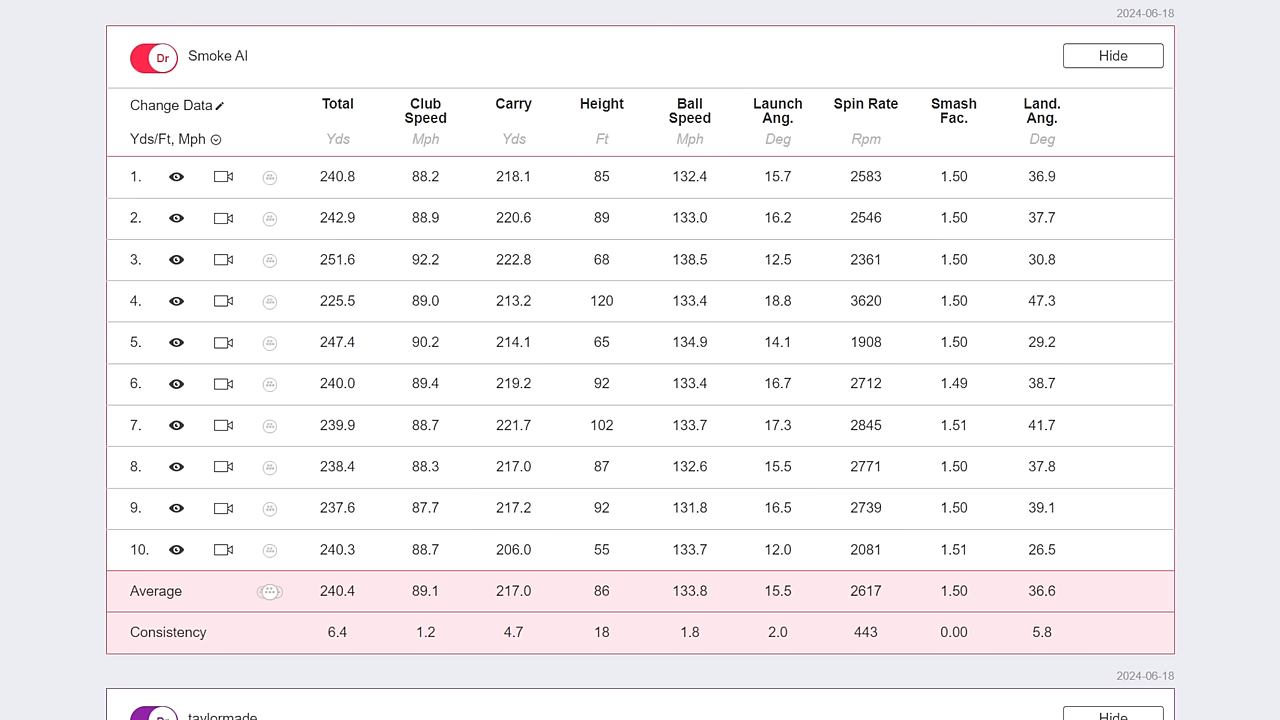 2024-06-18
Dr Smoke AI Hide
Change Data Total Club Speed Carry Height Ball Speed Launch Ang. Spin Rate Smash Fac. Land. Ang.
Yds/Ft, Mph Yds Mph Yds Ft Mph Deg Rpm Deg
1. 240.8 88.2 218.1 85 132.4 15.7 2583 1.50 36.9
2. 242.9 88.9 220.6 89 133.0 16.2 2546 1.50 37.7
3. 251.6 92.2 222.8 68 138.5 12.5 2361 1.50 30.8
4. 225.5 89.0 213.2 120 133.4 18.8 3620 1.50 47.3
5. 247.4 90.2 214.1 65 134.9 14.1 1908 1.50 29.2
6. 240.0 89.4 219.2 92 133.4 16.7 2712 1.49 38.7
7. 239.9 88.7 221.7 102 133.7 17.3 2845 1.51 41.7
8. 238.4 88.3 217.0 87 132.6 15.5 2771 1.50 37.8
9. 237.6 87.7 217.2 92 131.8 16.5 2739 1.50 39.1
10. 240.3 88.7 206.0 55 133.7 12.0 2081 1.51 26.5
Average 240.4 89.1 217.0 86 133.8 15.5 2617 1.50 36.6
Consistency 6.4 1.2 4.7 18 1.8 2.0 443 0.00 5.8
2024-06-18
Dr taylormade Hide